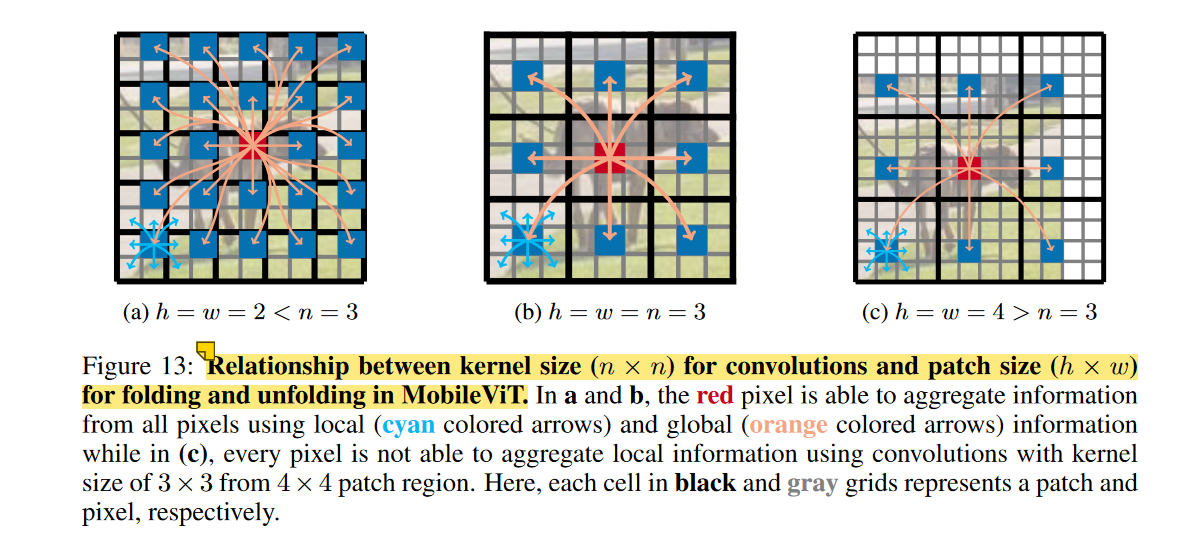 (a) h = w = 2 < n = 3
(b) h = w = n = 3
(c) h = w = 4 > n = 3
Figure 13: Relationship between kernel size (n × n) for convolutions and patch size (h × w)
for folding and unfolding in MobileViT. In a and b, the red pixel is able to aggregate information
from all pixels using local (cyan colored arrows) and global (orange colored arrows) information
while in (c), every pixel is not able to aggregate local information using convolutions with kernel
size of 3 × 3 from 4 × 4 patch region. Here, each cell in black and gray grids represents a patch and
pixel, respectively.